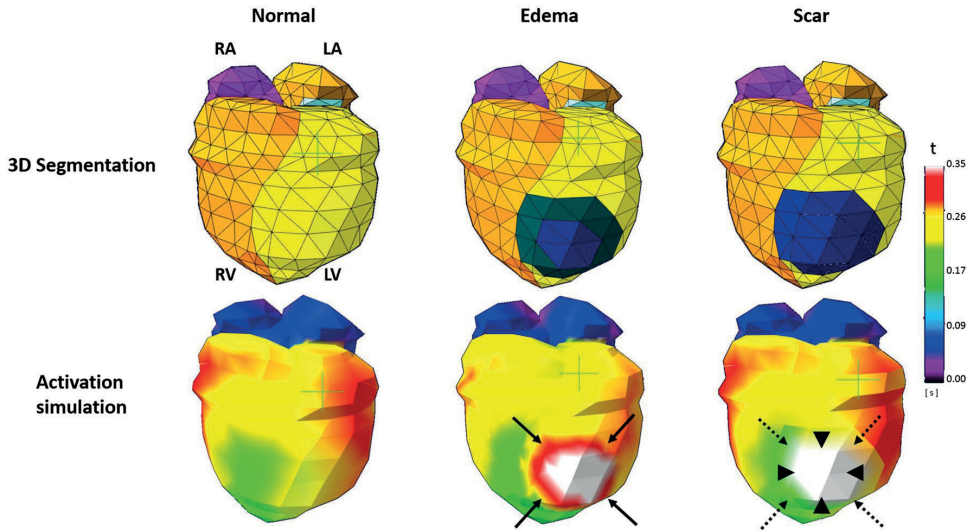 Normal
Edema
Scar
RA
LA
3D Segmentation
RV
LV
t
0.35
0.26
0.17
0.09
0.00
[ s ]
Activation
simulation